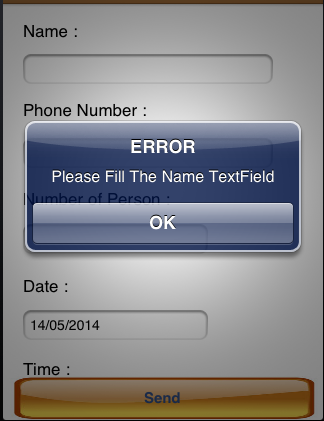 Name :
Phone Number :
ERROR
Please Fill The Name TextField
Number of Person :
OK
Date :
14/05/2014
Time :
Send